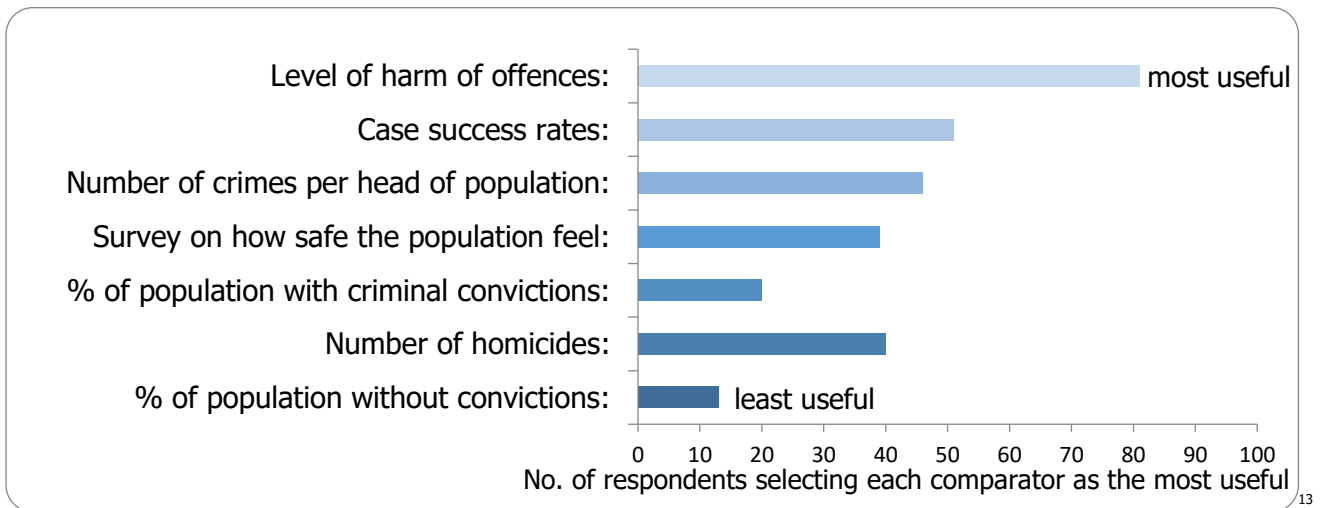 Level of harm of offences:
most useful
Case success rates:
Number of crimes per head of population:
Survey on how safe the population feel:
% of population with criminal convictions:
Number of homicides:
% of population without convictions:
least useful
0 10 20 30 40 50 60 70 80 90 100
No. of respondents selecting each comparator as the most useful
13